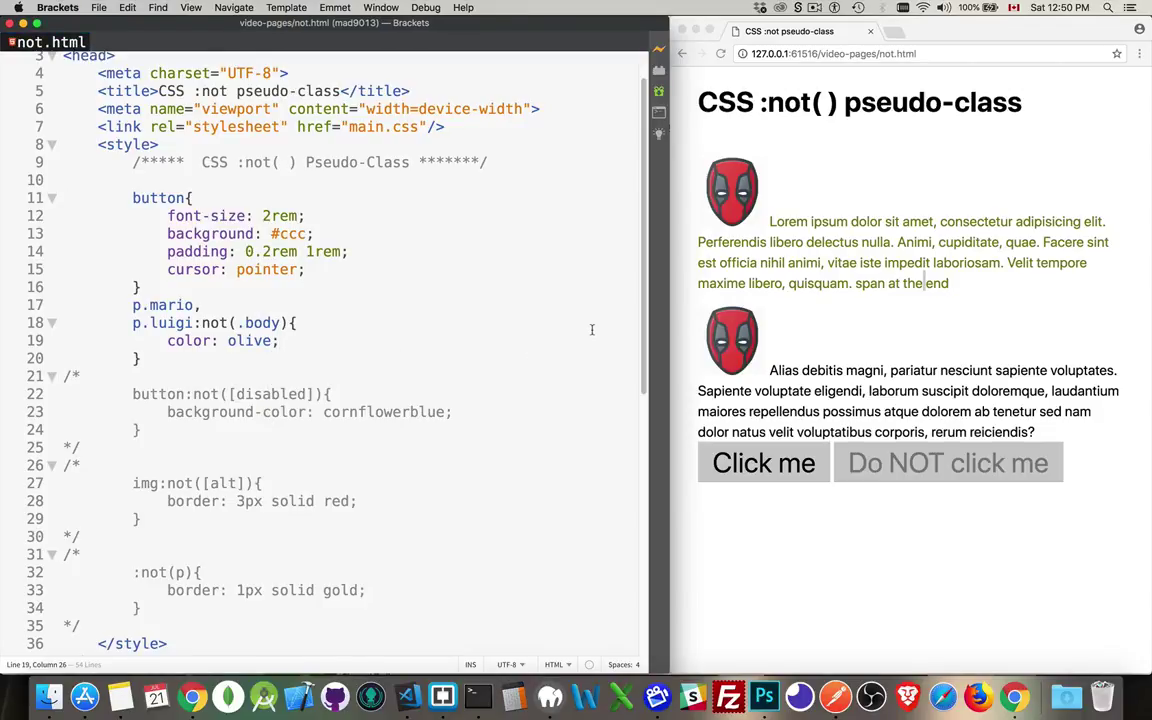 Brackets File Edit View Navigate Template Emmet Window Debug Help
100% Sat 12:50 PM
video-pages/not.html (mad9013) — Brackets
not.html
3 <head>
4 <meta charset="UTF-8">
5 <title>CSS :not pseudo-class</title>
6 <meta name="viewport" content="width=device-width">
7 <link rel="stylesheet" href="main.css"/>
8 <style>
9 /***** CSS :not( ) Pseudo-Class *******/
10
11 button{
12 font-size: 2rem;
13 background: #ccc;
14 padding: 0.2rem 1rem;
15 cursor: pointer;
16 }
17 p.mario,
18 p.luigi:not(.body){
19 color: olive;
20 }
21 /*
22 button:not([disabled]){
23 background-color: cornflowerblue;
24 }
25 */
26 /*
27 img:not([alt]){
28 border: 3px solid red;
29 }
30 */
31 /*
32 :not(p){
33 border: 1px solid gold;
34 }
35 */
36 </style>
Line 19, Column 26 — 54 Lines
INS UTF-8 HTML Spaces: 4
CSS :not pseudo-class
127.0.0.1:61516/video-pages/not.html
CSS :not( ) pseudo-class
Lorem ipsum dolor sit amet, consectetur adipisicing elit.
Perferendis libero delectus nulla. Animi, cupiditate, quae. Facere sint
est officia nihil animi, vitae iste impedit laboriosam. Velit tempore
maxime libero, quisquam. span at the end
Alias debitis magni, pariatur nesciunt sapiente voluptates.
Sapiente voluptate eligendi, laborum suscipit doloremque, laudantium
maiores repellendus possimus atque dolorem ab tenetur sed nam
dolor natus velit voluptatibus corporis, rerum reiciendis?
Click me
Do NOT click me